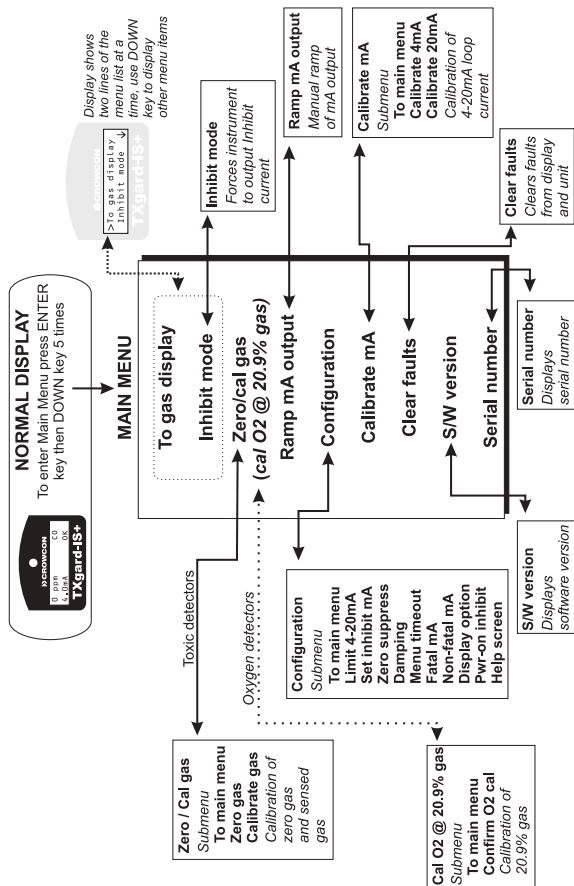 NORMAL DISPLAY
To enter Main Menu press ENTER
key then DOWN key 5 times
CROWCON
0 ppm CO
4.0mA OK
TXgard-IS+
Display shows
two lines of the
menu list at a
time, use DOWN
key to display
other menu items
CROWCON
>To gas display
Inhibit mode
TXgard-IS+
MAIN MENU
To gas display
Inhibit mode
Zero/cal gas
(cal O2 @ 20.9% gas)
Ramp mA output
Configuration
Calibrate mA
Clear faults
S/W version
Serial number
Toxic detectors
Oxygen detectors
Zero / Cal gas
Submenu
To main menu
Zero gas
Calibrate gas
Calibration of
zero gas
and sensed
gas
Cal O2 @ 20.9% gas
Submenu
To main menu
Confirm O2 cal
Calibration of
20.9% gas
Configuration
Submenu
To main menu
Limit 4-20mA
Set inhibit mA
Zero suppress
Damping
Menu timeout
Fatal mA
Non-fatal mA
Display option
Pwr-on inhibit
Help screen
S/W version
Displays
software version
Serial number
Displays
serial number
Inhibit mode
Forces instrument
to output Inhibit
current
Ramp mA output
Manual ramp
of mA output
Calibrate mA
Submenu
To main menu
Calibrate 4mA
Calibrate 20mA
Calibration of
4-20mA loop
current
Clear faults
Clears faults
from display
and unit